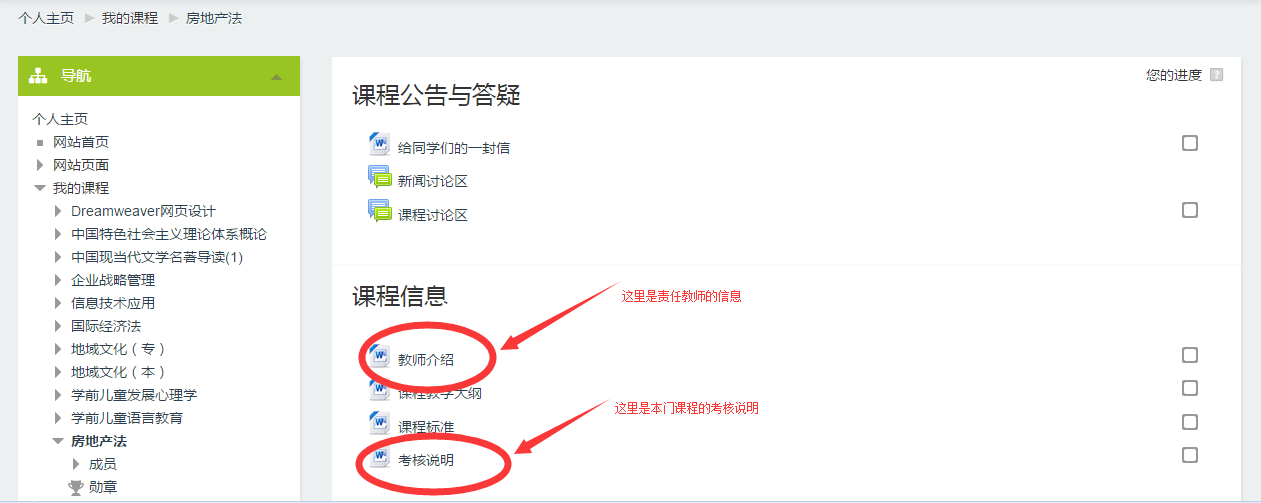 个人主页 ▶ 我的课程 ▶ 房地产法
导航
个人主页
网站首页
网站页面
我的课程
Dreamweaver网页设计
中国特色社会主义理论体系概论
中国现当代文学名著导读(1)
企业战略管理
信息技术应用
国际经济法
地域文化（专）
地域文化（本）
学前儿童发展心理学
学前儿童语言教育
房地产法
成员
勋章
您的进度 ?
课程公告与答疑
给同学们的一封信
新闻讨论区
课程讨论区
课程信息
这里是责任教师的信息
教师介绍
课程教学大纲
这里是本门课程的考核说明
课程标准
考核说明